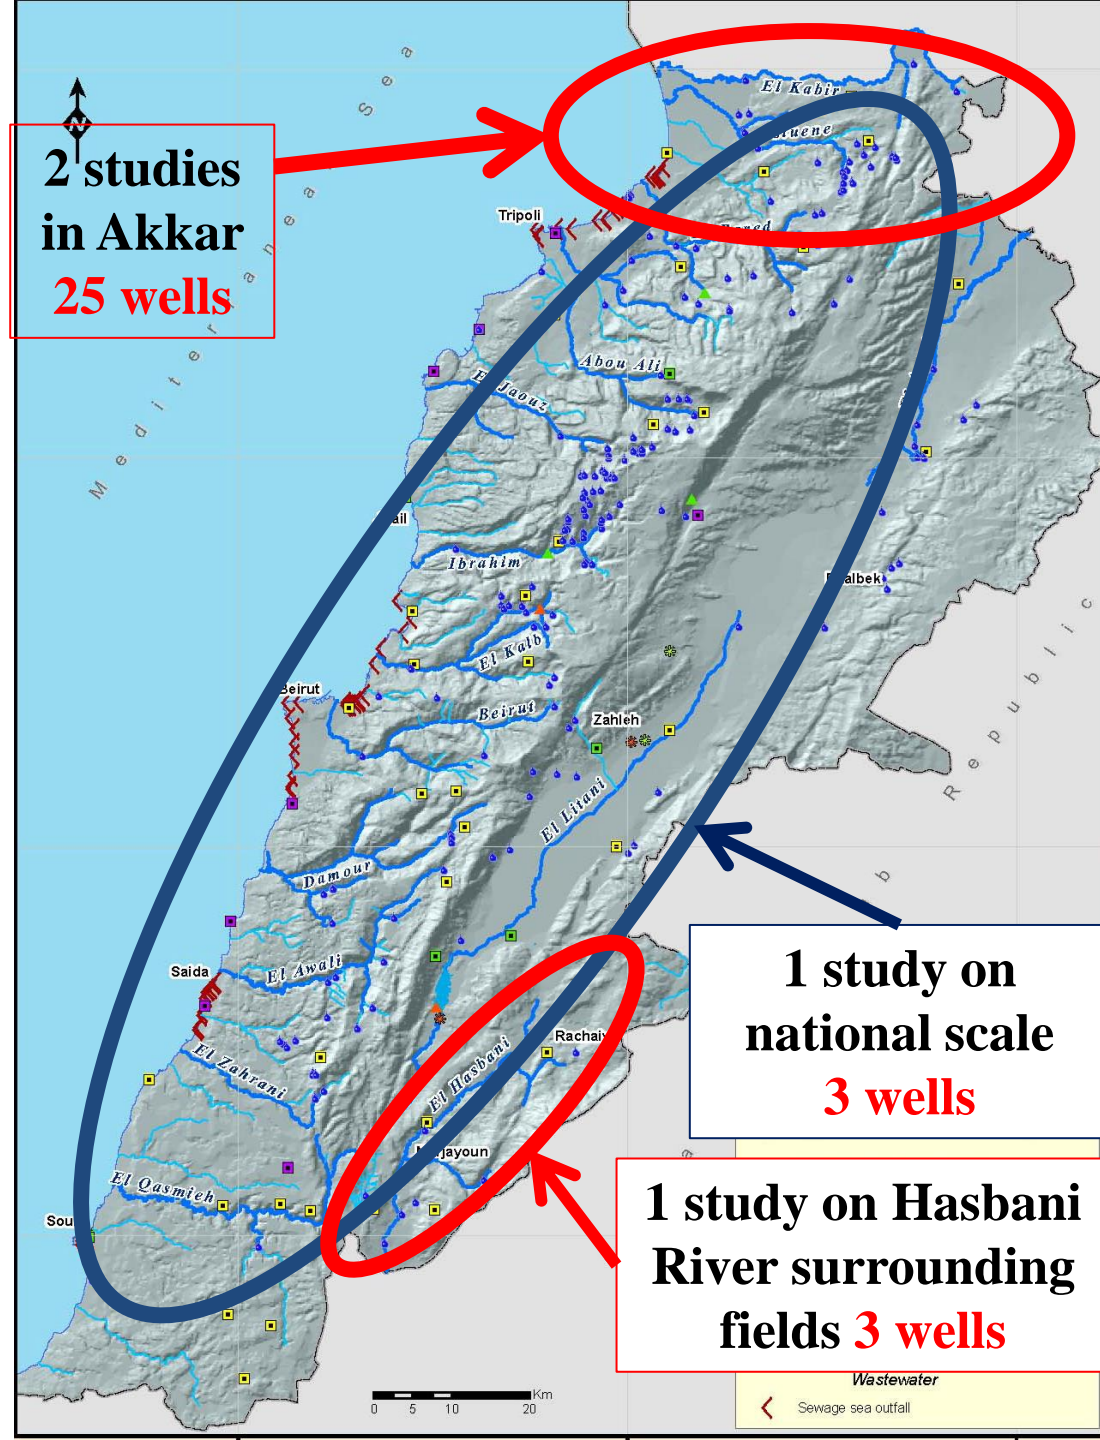 Mediterranean Sea
N
2 studies
in Akkar
25 wells
El Kabir
Tripoli
Abou Ali
El Jaouz
Ibrahim
El Kalb
Beirut
Beirut
Zahleh
El Litani
Damour
Saida
El Awali
El Zahrani
El Hasbani
El Qasmieh
Republic
1 study on
national scale
3 wells
1 study on Hasbani
River surrounding
fields 3 wells
Km
0 5 10 20
Wastewater
Sewage sea outfall